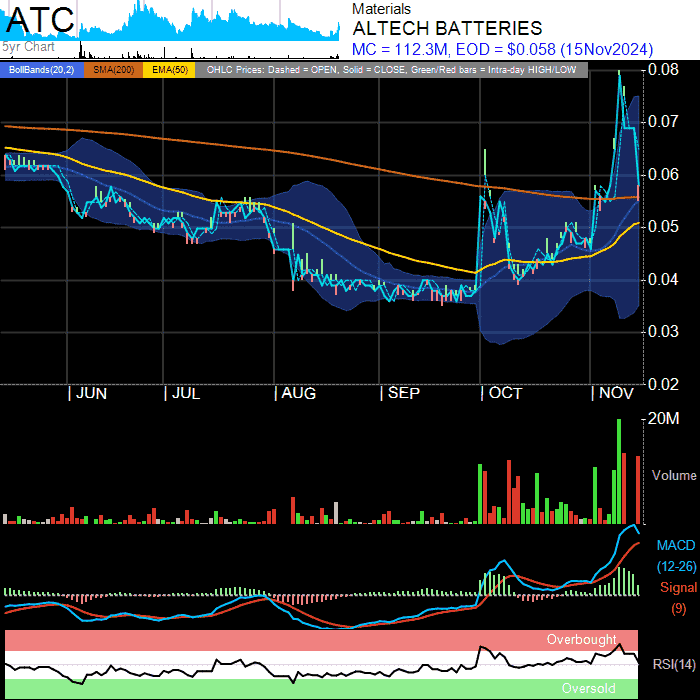 ATC
5yr Chart
Materials
ALTECH BATTERIES
MC = 112.3M, EOD = $0.058 (15Nov2024)
BollBands(20,2) SMA(200) EMA(50) OHLC Prices: Dashed = OPEN, Solid = CLOSE, Green/Red bars = Intra-day HIGH/LOW
0.08
0.07
0.06
0.05
0.04
0.03
0.02
JUN JUL AUG SEP OCT NOV
20M
Volume
MACD
(12-26)
Signal
(9)
Overbought
RSI(14)
Oversold